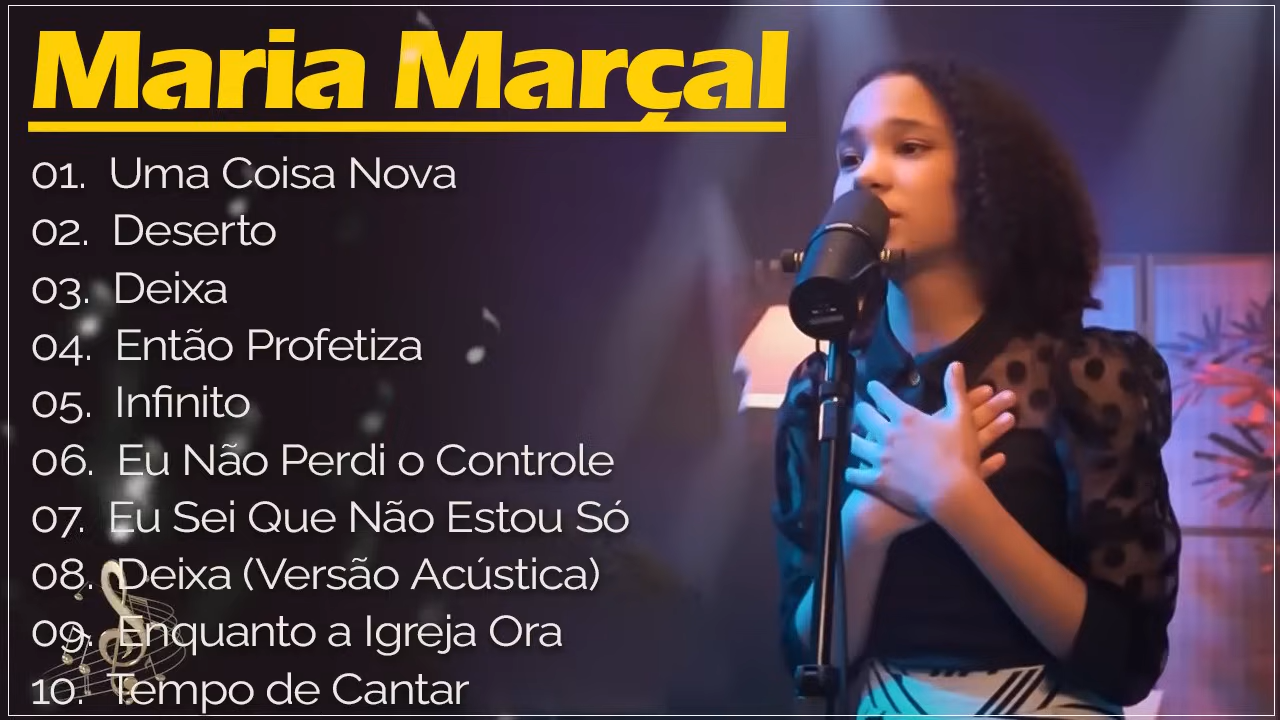 Maria Marçal
01. Uma Coisa Nova
02. Deserto
03. Deixa
04. Então Profetiza
05. Infinito
06. Eu Não Perdi o Controle
07. Eu Sei Que Não Estou Só
08. Deixa (Versão Acústica)
09. Enquanto a Igreja Ora
10. Tempo de Cantar